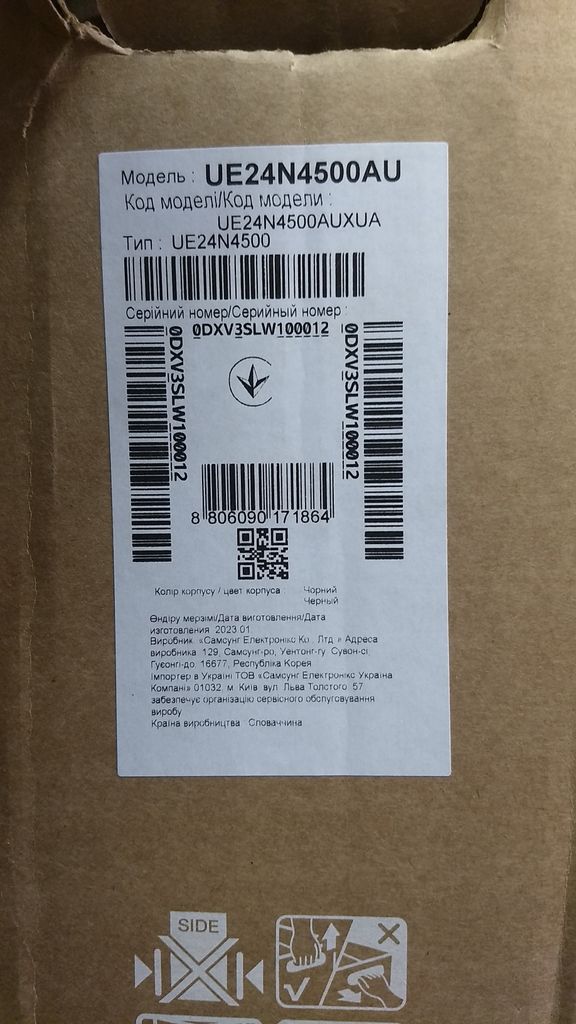 Модель : UE24N4500AU
Код моделі/Код модели :
UE24N4500AUXUA
Тип : UE24N4500
Серійний номер/Серийный номер :
0DXV3SLW100012
0DXV3SLW100012
0DXV3SLW100012
8 806090 171864
Колір корпусу / цвет корпуса : Чорний
Черный
Өндіру мерзімі/Дата виготовлення/Дата
изготовления 2023.01
Виробник «Самсунг Електронікс Ко., Лтд.» Адреса
виробника 129, Самсунг-ро, Уентонг-гу Сувон-сі,
Гуєонгі-до 16677, Республіка Корея
Імпортер в Україні ТОВ «Самсунг Електронікс Україна
Компані» 01032, м. Київ вул. Льва Толстого 57
забезпечує організацію сервісного обслуговування
виробу
Країна виробництва Словаччина
SIDE